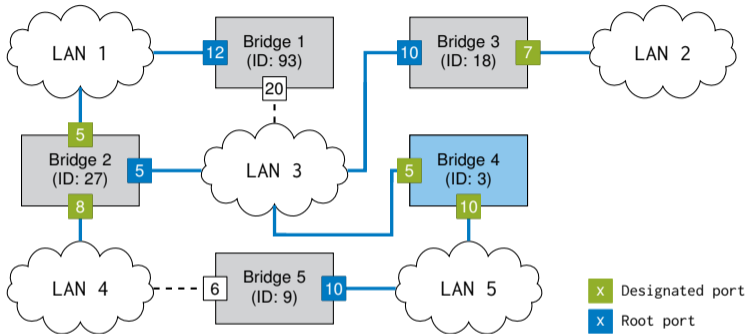 LAN 1
12
Bridge 1
(ID: 93)
20
10
Bridge 3
(ID: 18)
7
LAN 2
5
Bridge 2
(ID: 27)
5
8
LAN 3
5
Bridge 4
(ID: 3)
10
LAN 4
6
Bridge 5
(ID: 9)
10
LAN 5
x Designated port
x Root port